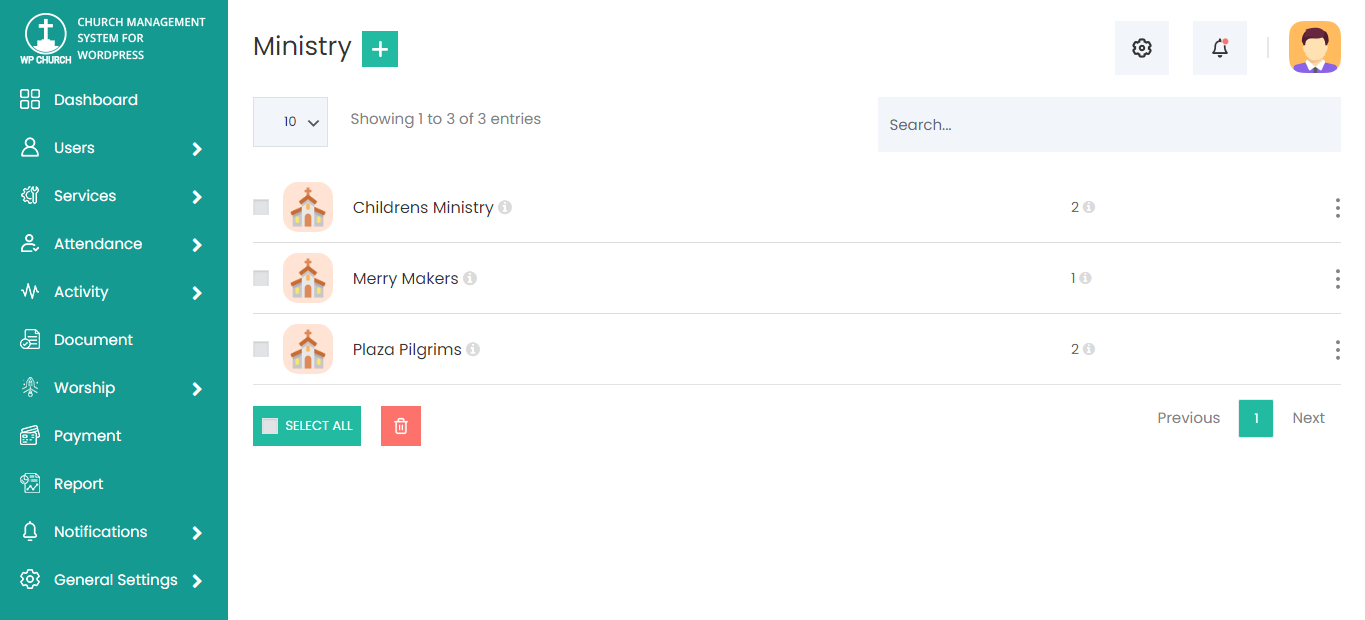 CHURCH MANAGEMENT
SYSTEM FOR
WORDPRESS
WP CHURCH
Dashboard
Users
Services
Attendance
Activity
Document
Worship
Payment
Report
Notifications
General Settings
Ministry +
10 Showing 1 to 3 of 3 entries
Search...
Childrens Ministry 2
Merry Makers 1
Plaza Pilgrims 2
SELECT ALL
Previous 1 Next